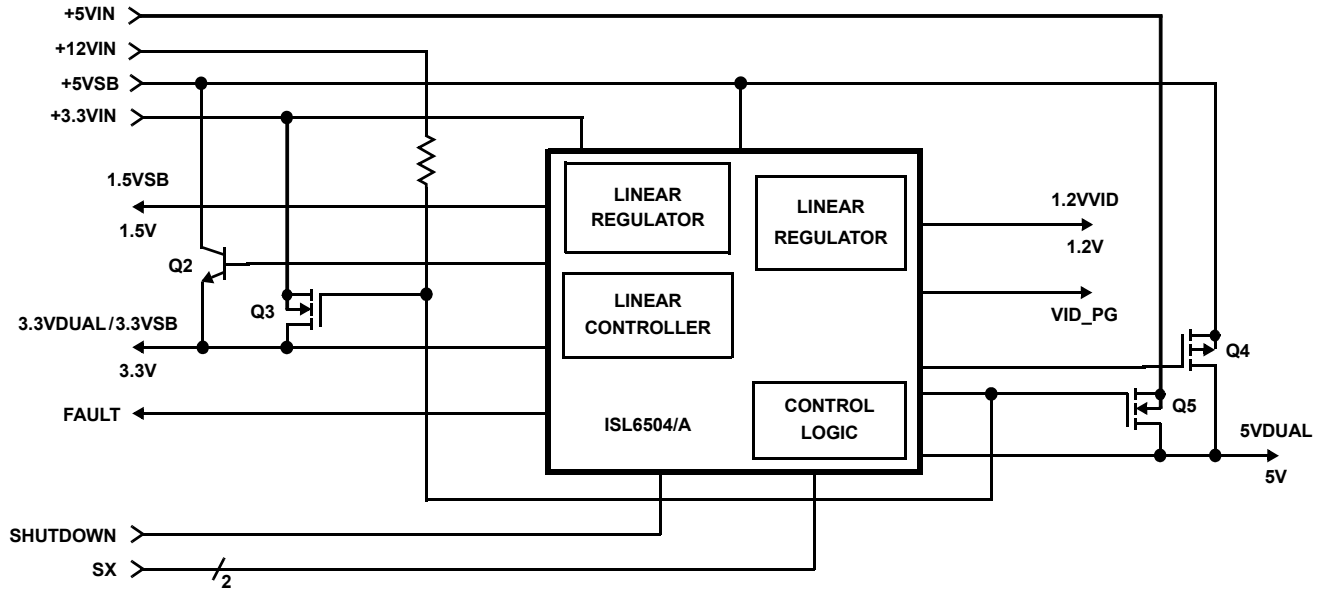 +5VIN
+12VIN
+5VSB
+3.3VIN
1.5VSB
1.5V
Q2
Q3
3.3VDUAL/3.3VSB
3.3V
FAULT
SHUTDOWN
SX
2
LINEAR
REGULATOR
LINEAR
REGULATOR
LINEAR
CONTROLLER
ISL6504/A
CONTROL
LOGIC
1.2VVID
1.2V
VID_PG
Q4
Q5
5VDUAL
5V